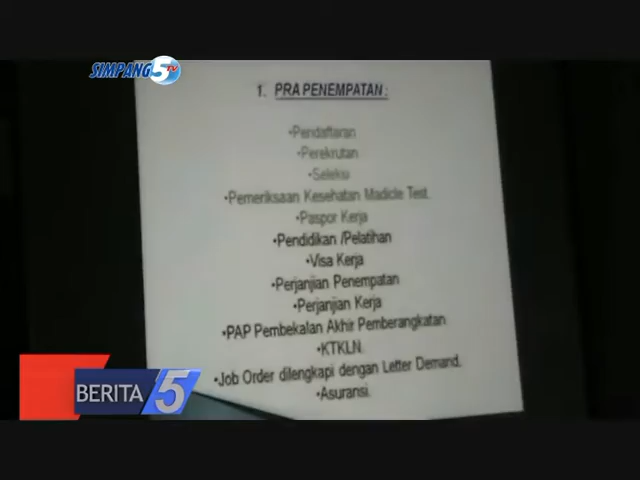 SIMPANG5 TV
1. PRA PENEMPATAN:
•Pendaftaran
•Perekrutan
•Seleksi
•Pemeriksaan Kesehatan Madicle Test.
•Paspor Kerja
•Pendidikan /Pelatihan
•Visa Kerja
•Perjanjian Penempatan
•Perjanjian Kerja
•PAP Pembekalan Akhir Pemberangkatan
•KTKLN.
•Job Order dilengkapi dengan Letter Demand.
•Asuransi.
BERITA 5